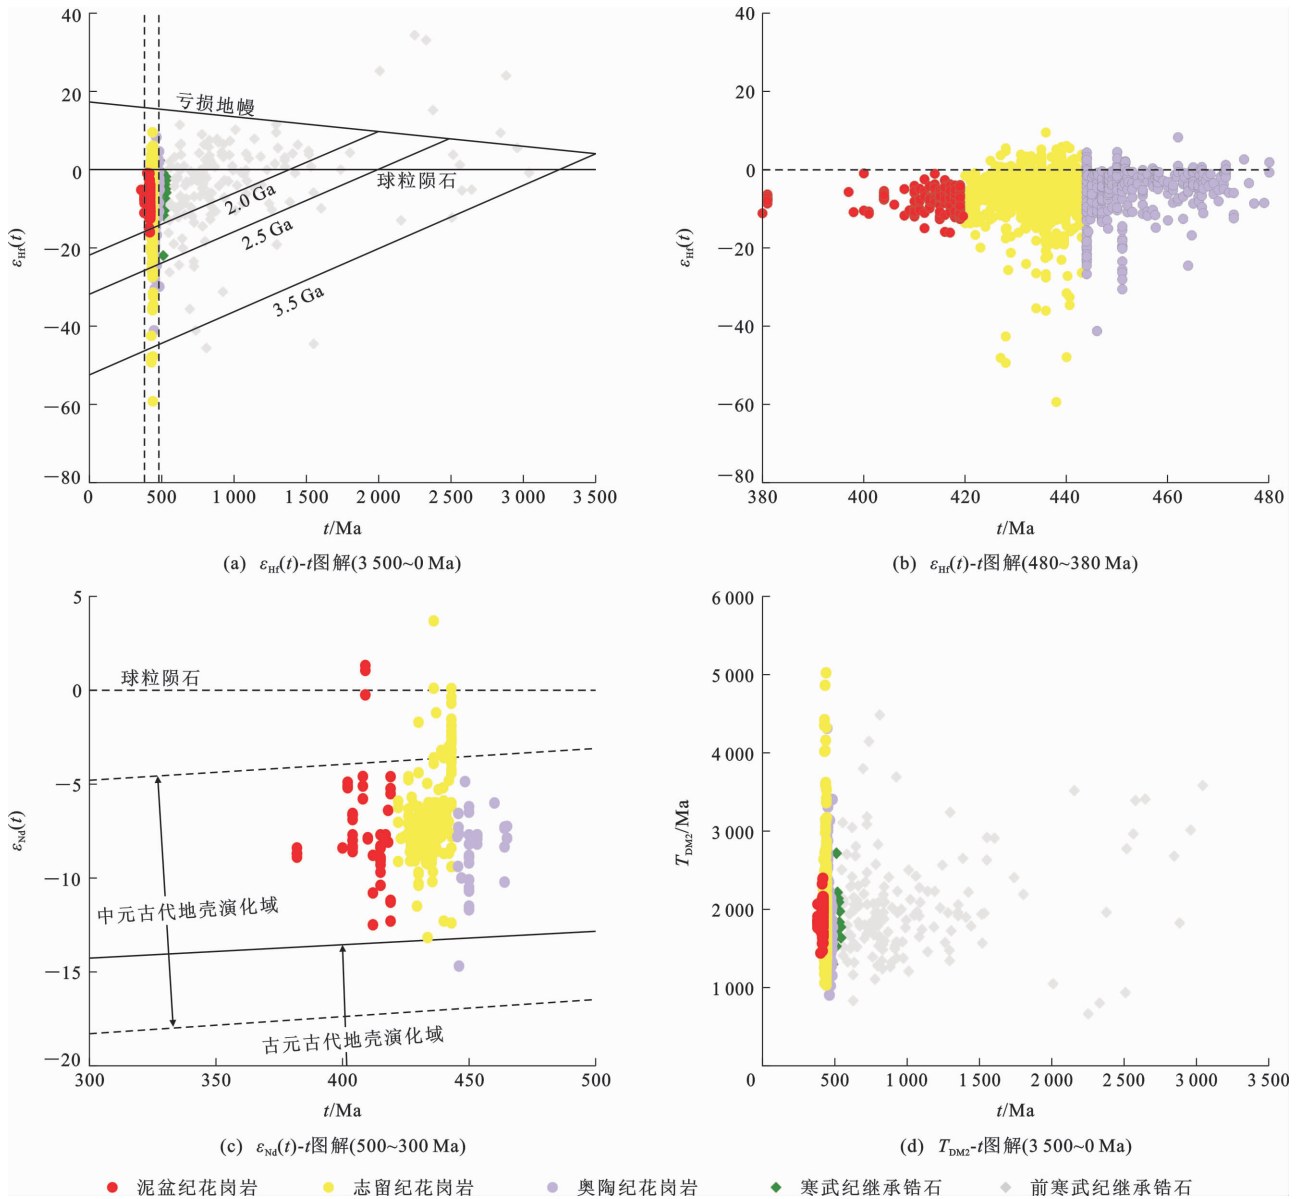 40
20
0
−20
−40
−60
−80
εHf(t)
亏损地幔
球粒陨石
2.0 Ga
2.5 Ga
3.5 Ga
0 500 1 000 1 500 2 000 2 500 3 000 3 500
t/Ma
(a) εHf(t)-t图解(3 500~0 Ma)
40
20
0
−20
−40
−60
−80
εHf(t)
380 400 420 440 460 480
t/Ma
(b) εHf(t)-t图解(480~380 Ma)
5
0
−5
−10
−15
−20
εNd(t)
球粒陨石
中元古代地壳演化域
古元古代地壳演化域
300 350 400 450 500
t/Ma
(c) εNd(t)-t图解(500~300 Ma)
6 000
5 000
4 000
3 000
2 000
1 000
TDM2/Ma
0 500 1 000 1 500 2 000 2 500 3 000 3 500
t/Ma
(d) TDM2-t图解(3 500~0 Ma)
泥盆纪花岗岩 志留纪花岗岩 奥陶纪花岗岩 寒武纪继承锆石 前寒武纪继承锆石